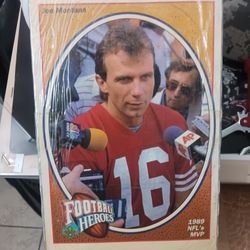 Joe Montana
AP
16
FOOTBALL
HEROES
1989
NFL's
MVP